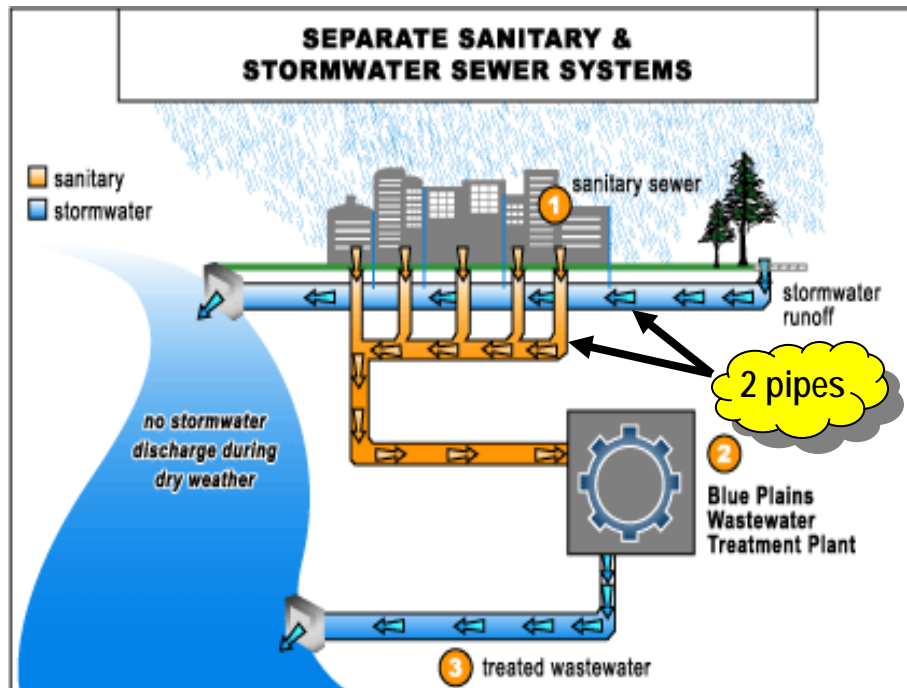 SEPARATE SANITARY &
STORMWATER SEWER SYSTEMS
sanitary
stormwater
1
sanitary sewer
stormwater
runoff
2 pipes
no stormwater
discharge during
dry weather
2
Blue Plains
Wastewater
Treatment Plant
3 treated wastewater